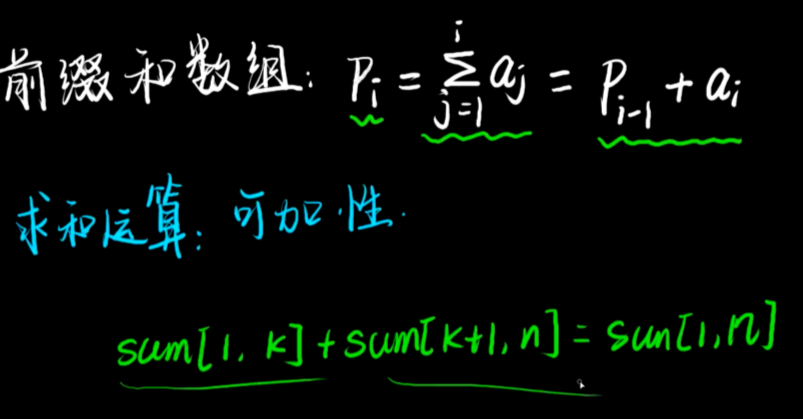 前缀和数组: P_i = \sum_{j=1}^{i} a_j = P_{i-1} + a_i
求和运算: 可加性.
sum[1, k] + sum[k+1, n] = sun[1, n]